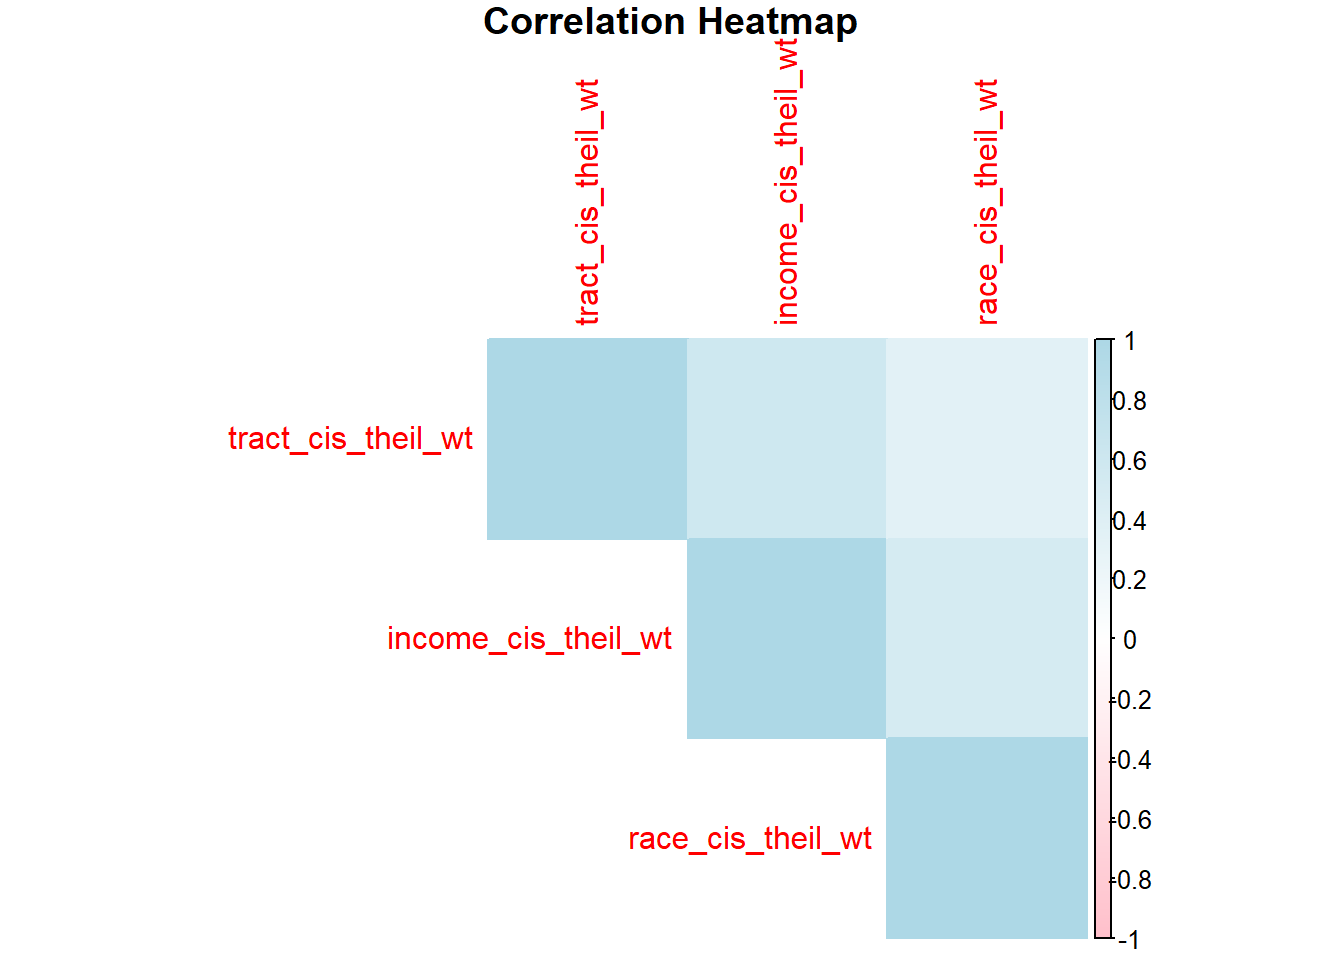 Correlation Heatmap
tract_cis_theil_wt
income_cis_theil_wt
race_cis_theil_wt
tract_cis_theil_wt
income_cis_theil_wt
race_cis_theil_wt
1
0.8
0.6
0.4
0.2
0
-0.2
-0.4
-0.6
-0.8
-1